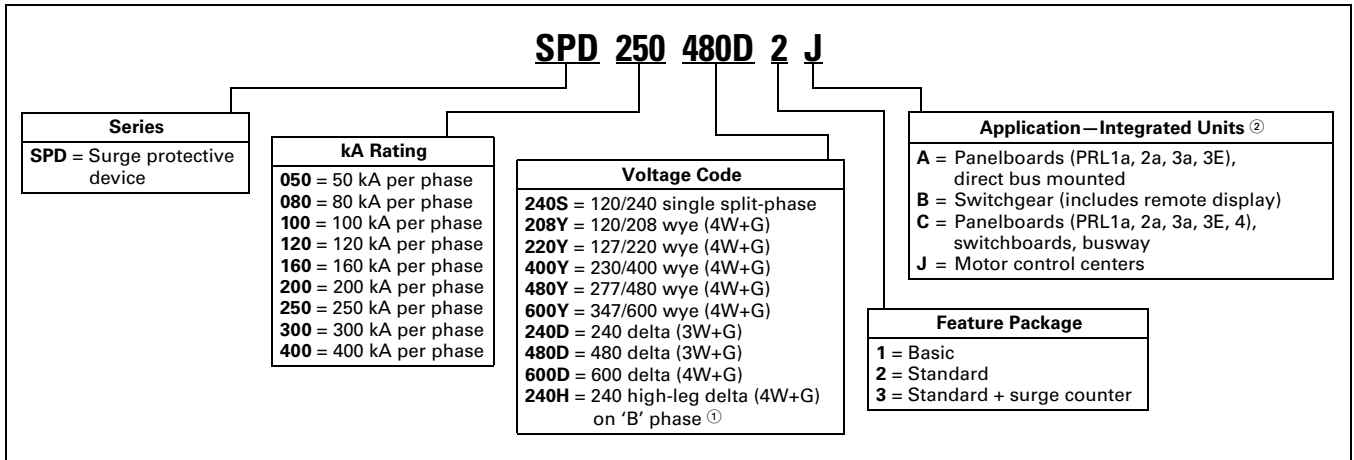 SPD 250 480D 2 J
Series
SPD = Surge protective
device
kA Rating
050 = 50 kA per phase
080 = 80 kA per phase
100 = 100 kA per phase
120 = 120 kA per phase
160 = 160 kA per phase
200 = 200 kA per phase
250 = 250 kA per phase
300 = 300 kA per phase
400 = 400 kA per phase
Voltage Code
240S = 120/240 single split-phase
208Y = 120/208 wye (4W+G)
220Y = 127/220 wye (4W+G)
400Y = 230/400 wye (4W+G)
480Y = 277/480 wye (4W+G)
600Y = 347/600 wye (4W+G)
240D = 240 delta (3W+G)
480D = 480 delta (3W+G)
600D = 600 delta (4W+G)
240H = 240 high-leg delta (4W+G)
on ‘B’ phase ①
Application—Integrated Units ②
A = Panelboards (PRL1a, 2a, 3a, 3E),
direct bus mounted
B = Switchgear (includes remote display)
C = Panelboards (PRL1a, 2a, 3a, 3E, 4),
switchboards, busway
J = Motor control centers
Feature Package
1 = Basic
2 = Standard
3 = Standard + surge counter